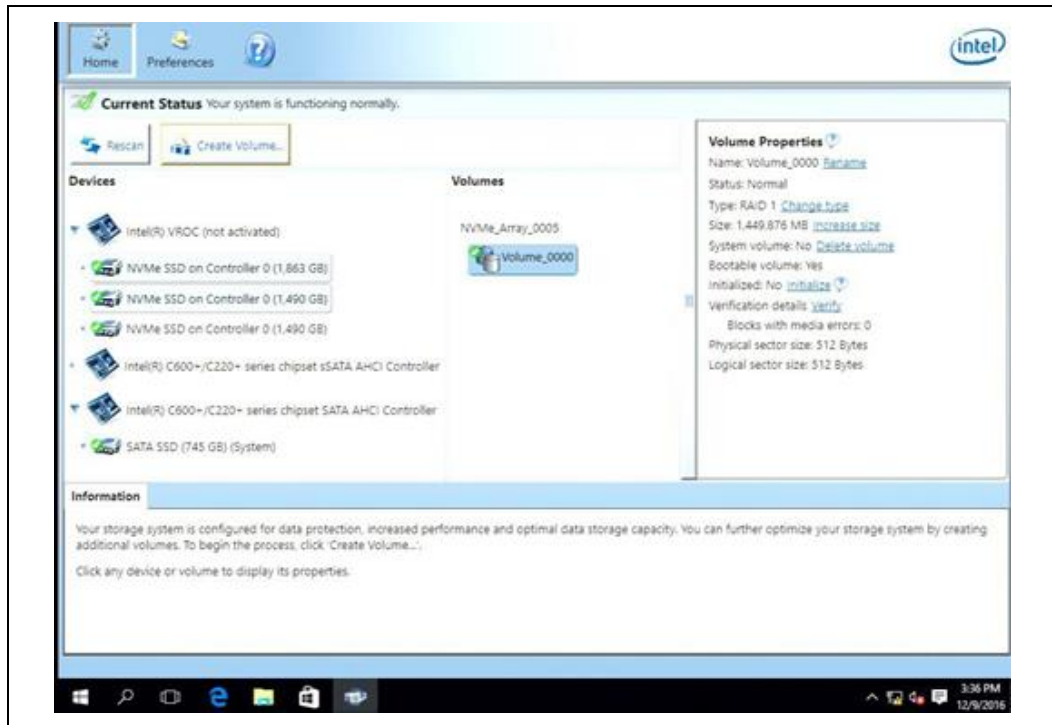 Home
Preferences
intel
Current Status Your system is functioning normally.
Rescan
Create Volume...
Devices
Intel(R) VROC (not activated)
NVMe SSD on Controller 0 (1,863 GB)
NVMe SSD on Controller 0 (1,490 GB)
NVMe SSD on Controller 0 (1,490 GB)
Intel(R) C600+/C220+ series chipset sSATA AHCI Controller
Intel(R) C600+/C220+ series chipset SATA AHCI Controller
SATA SSD (745 GB) (System)
Volumes
NVMe_Array_0005
Volume_0000
Volume Properties
Name: Volume_0000 Rename
Status: Normal
Type: RAID 1 Change type
Size: 1,449,876 MB Increase size
System volume: No Delete volume
Bootable volume: Yes
Initialized: No Initialize
Verification details Verify
Blocks with media errors: 0
Physical sector size: 512 Bytes
Logical sector size: 512 Bytes
Information
Your storage system is configured for data protection, increased performance and optimal data storage capacity. You can further optimize your storage system by creating
additional volumes. To begin the process, click 'Create Volume...'.
Click any device or volume to display its properties.
3:36 PM
12/9/2016